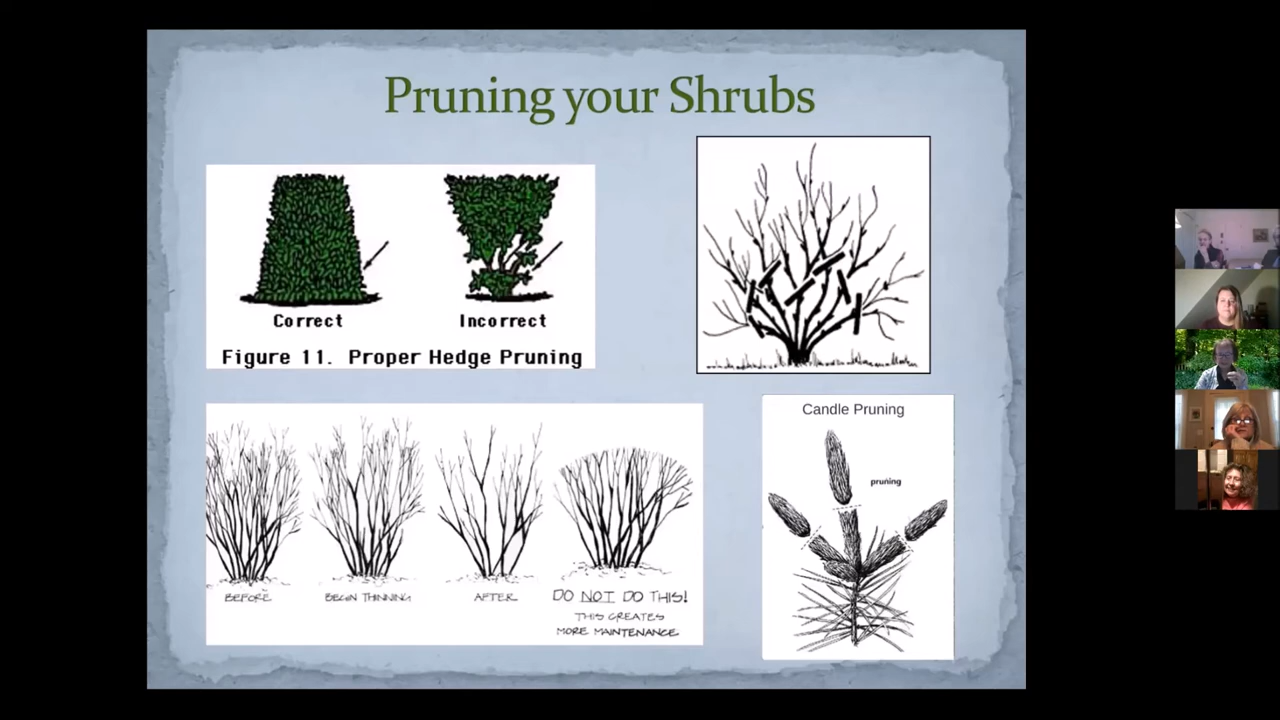 Pruning your Shrubs
Correct
Incorrect
Figure 11. Proper Hedge Pruning
Candle Pruning
pruning
BEFORE
BEGIN THINNING
AFTER
DO NOT DO THIS!
THIS CREATES
MORE MAINTENANCE